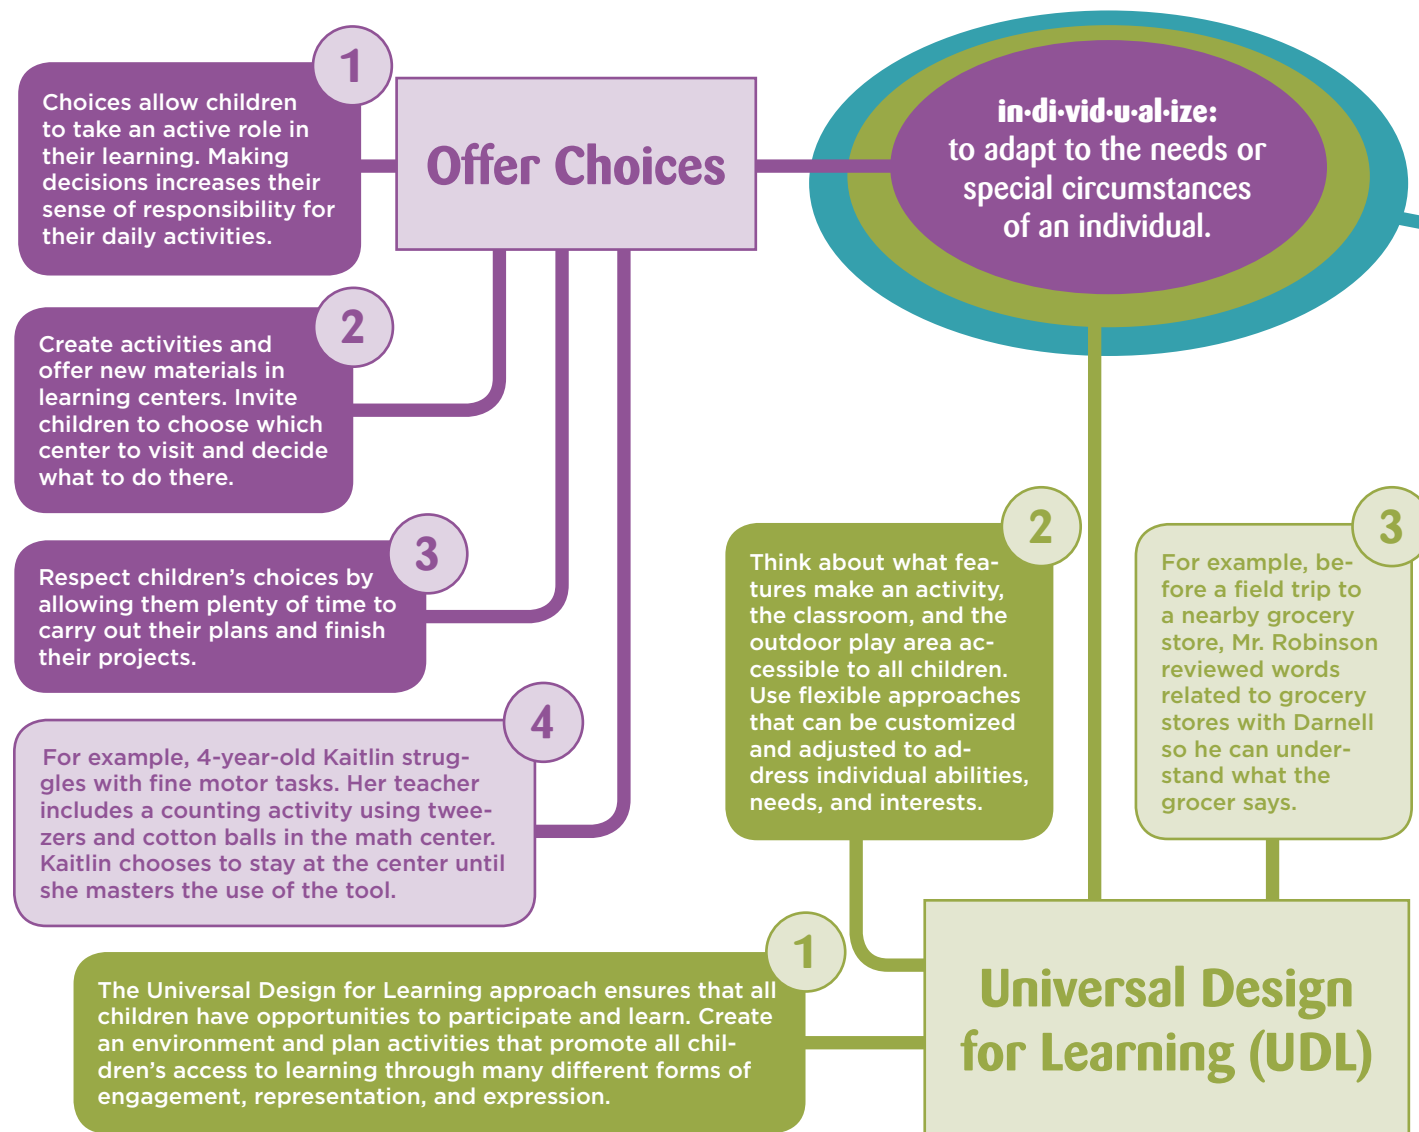 in·di·vid·u·al·ize:
to adapt to the needs or
special circumstances
of an individual.
Offer Choices
1
Choices allow children
to take an active role in
their learning. Making
decisions increases their
sense of responsibility for
their daily activities.
2
Create activities and
offer new materials in
learning centers. Invite
children to choose which
center to visit and decide
what to do there.
3
Respect children’s choices by
allowing them plenty of time to
carry out their plans and finish
their projects.
4
For example, 4-year-old Kaitlin strug-
gles with fine motor tasks. Her teacher
includes a counting activity using twee-
zers and cotton balls in the math center.
Kaitlin chooses to stay at the center until
she masters the use of the tool.
Universal Design
for Learning (UDL)
1
The Universal Design for Learning approach ensures that all
children have opportunities to participate and learn. Create
an environment and plan activities that promote all chil-
dren’s access to learning through many different forms of
engagement, representation, and expression.
2
Think about what fea-
tures make an activity,
the classroom, and the
outdoor play area ac-
cessible to all children.
Use flexible approaches
that can be customized
and adjusted to ad-
dress individual abilities,
needs, and interests.
3
For example, be-
fore a field trip to
a nearby grocery
store, Mr. Robinson
reviewed words
related to grocery
stores with Darnell
so he can under-
stand what the
grocer says.